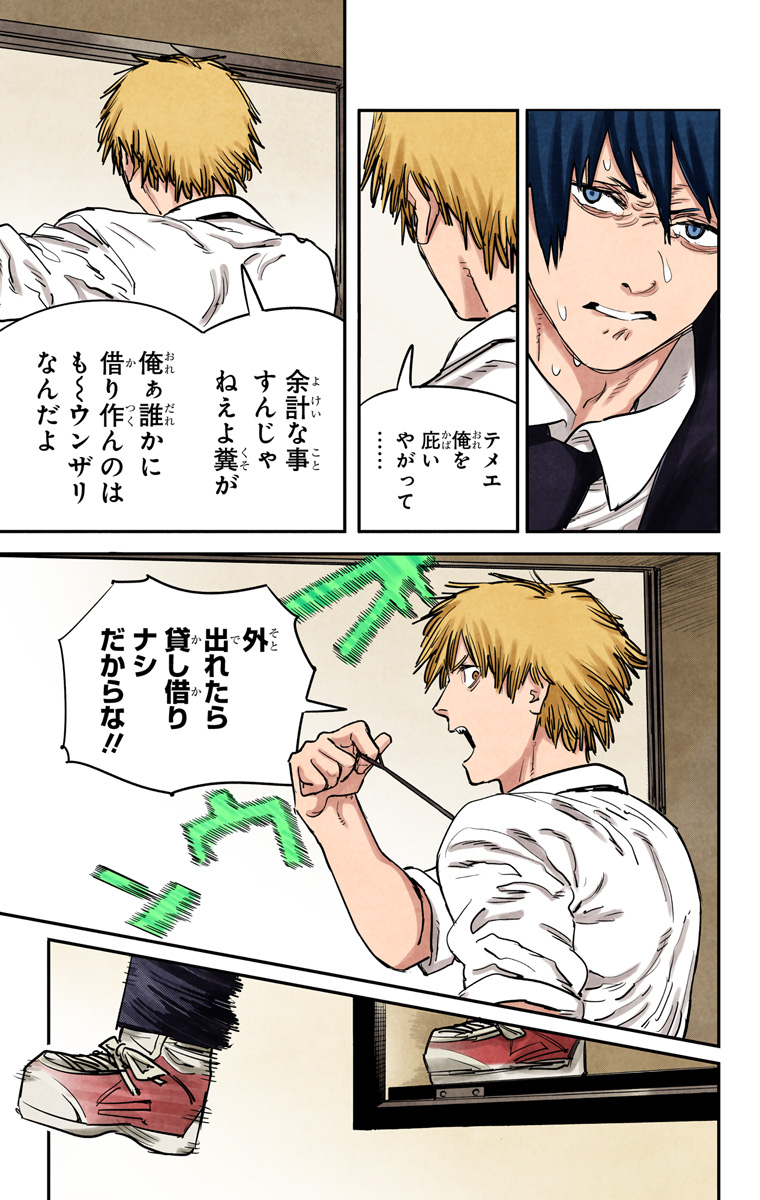 テメエ
俺を
庇い
やがって
……
余計な事
すんじゃ
ねえよ糞が
俺ぁ誰かに
借り作んのは
も〜ウンザリ
なんだよ
外
出れたら
貸し借り
ナシ
だからな!!
ブチ